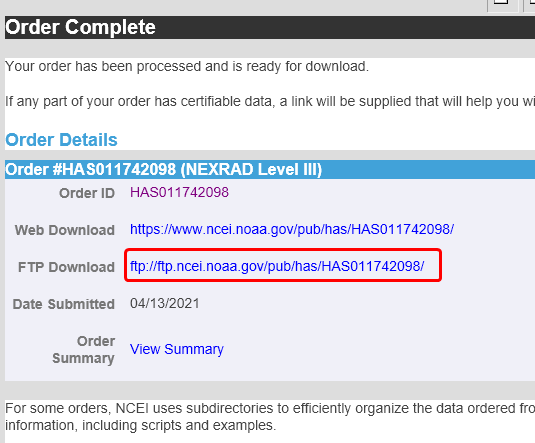 Order Complete
Your order has been processed and is ready for download.
If any part of your order has certifiable data, a link will be supplied that will help you wi
Order Details
Order #HAS011742098 (NEXRAD Level III)
Order ID HAS011742098
Web Download https://www.ncei.noaa.gov/pub/has/HAS011742098/
FTP Download ftp://ftp.ncei.noaa.gov/pub/has/HAS011742098/
Date Submitted 04/13/2021
Order
Summary View Summary
For some orders, NCEI uses subdirectories to efficiently organize the data ordered fro
information, including scripts and examples.